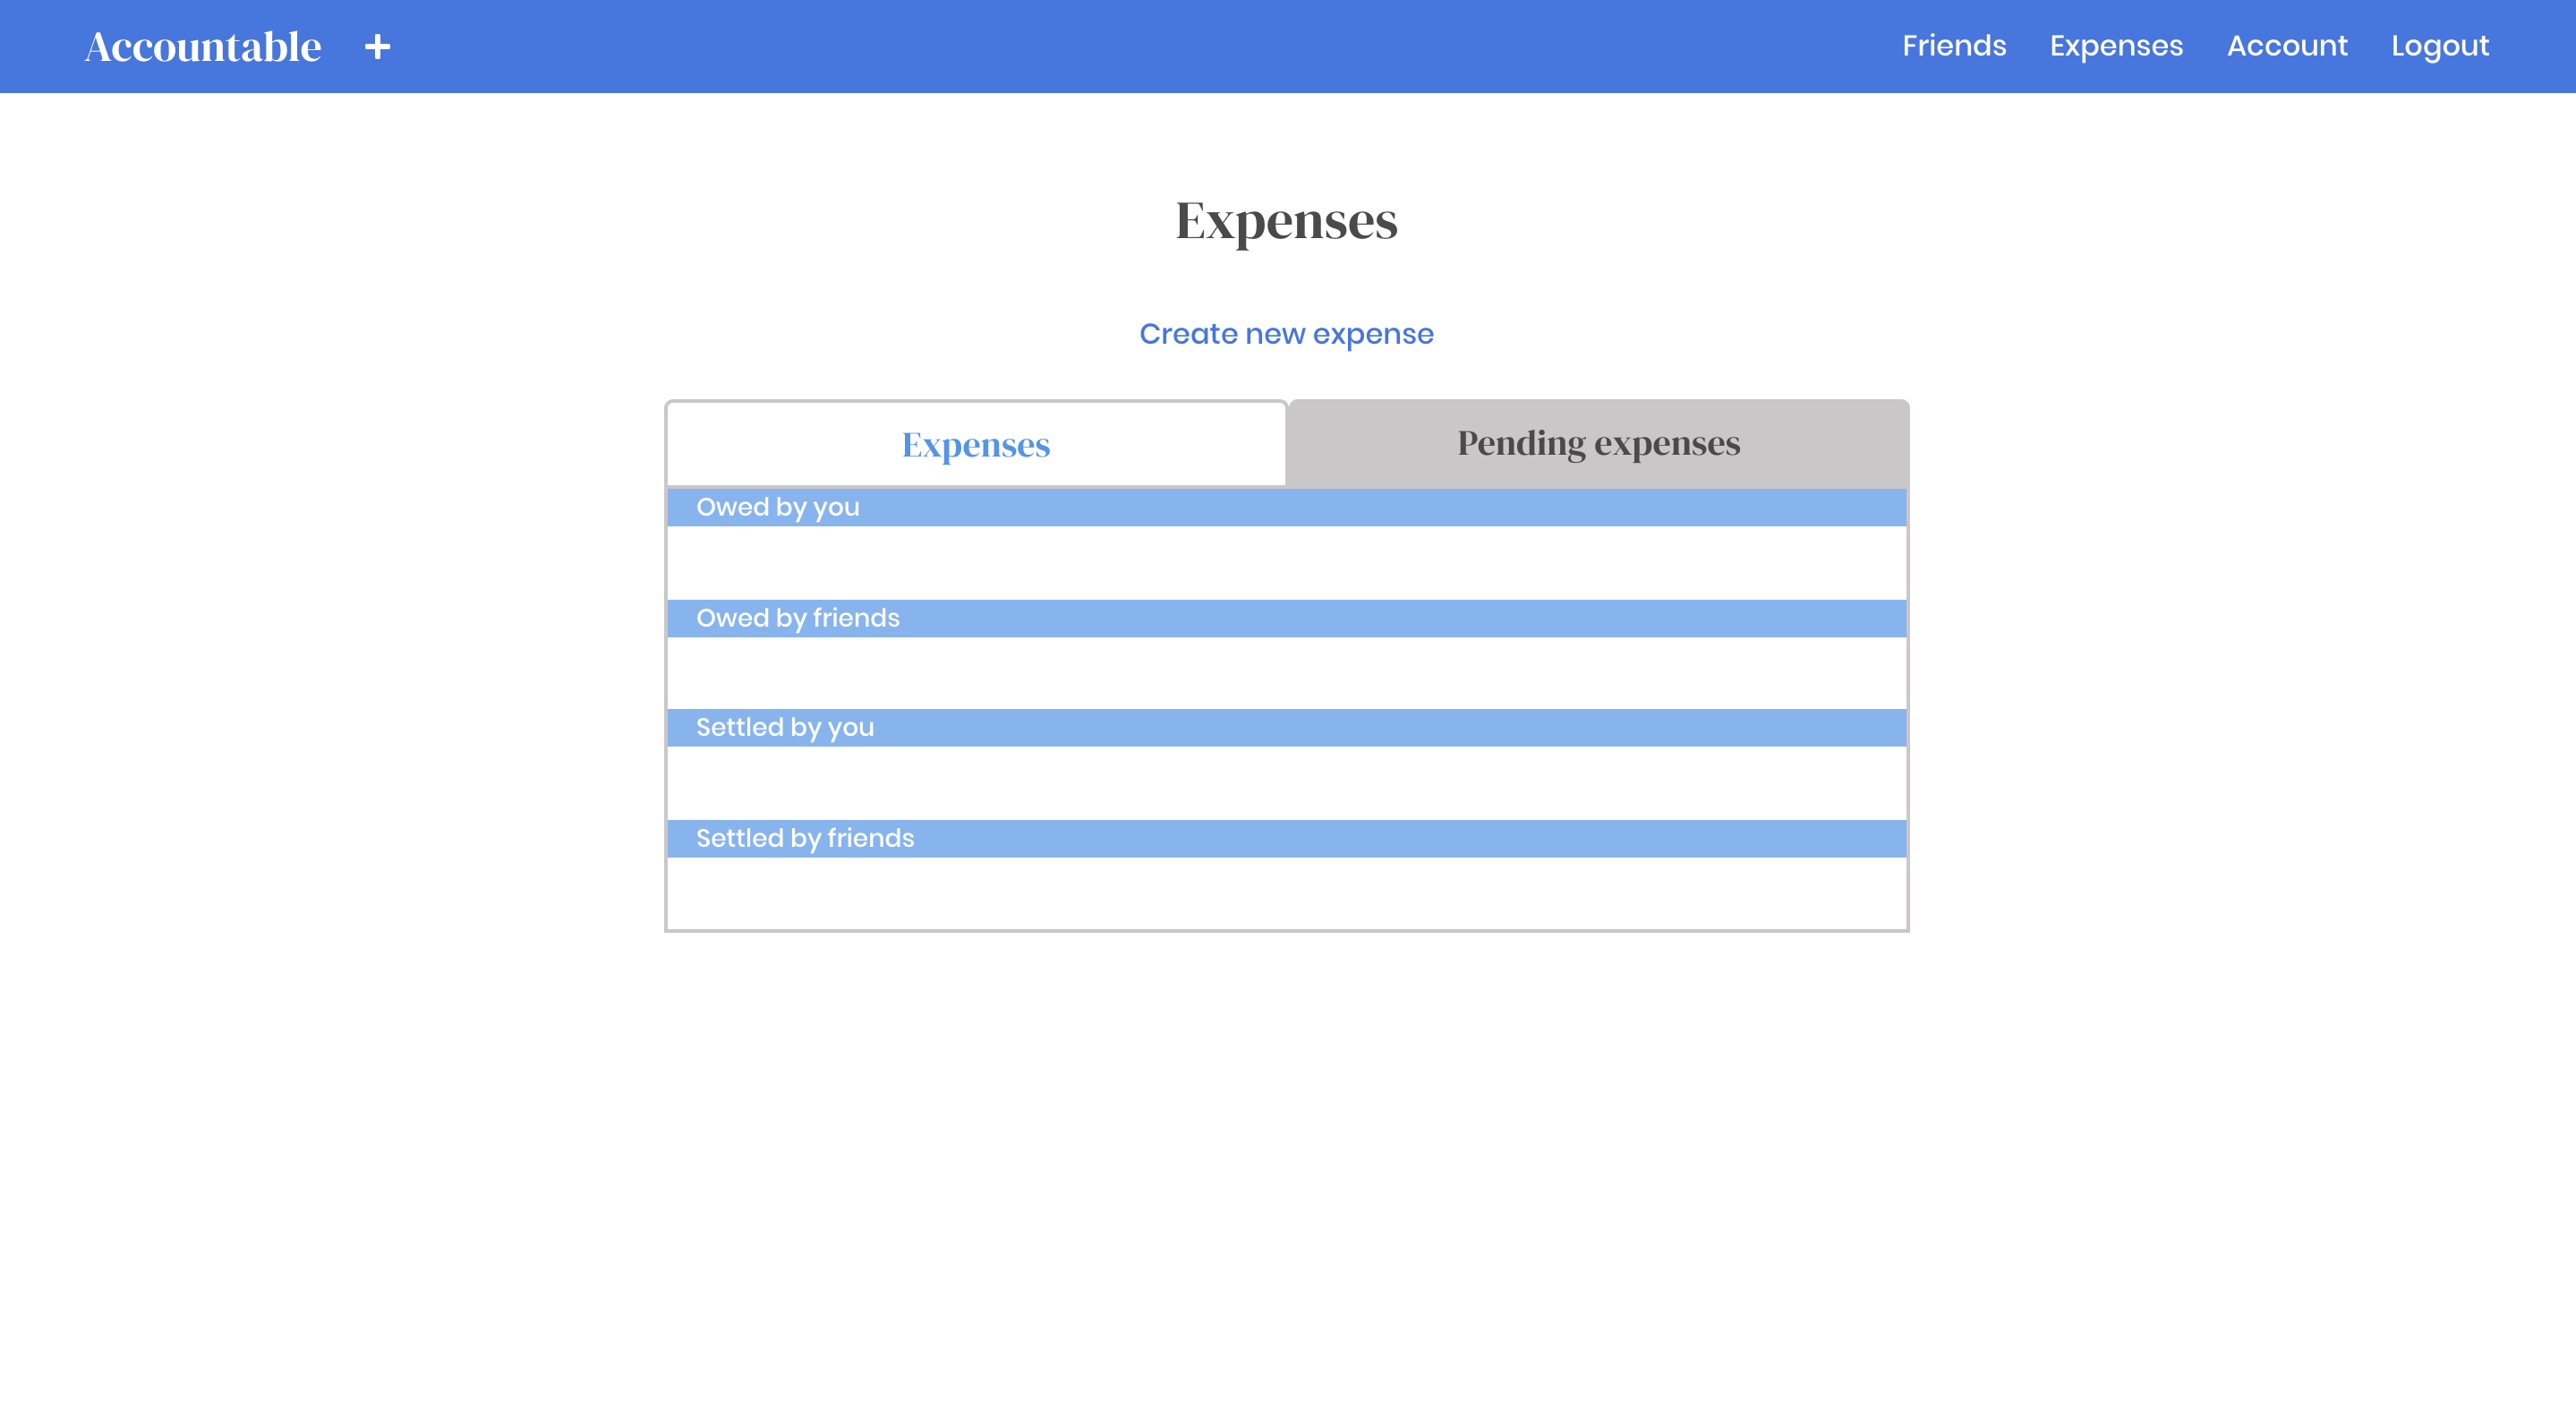 Accountable +
Friends Expenses Account Logout
Expenses
Create new expense
Expenses
Pending expenses
Owed by you
Owed by friends
Settled by you
Settled by friends